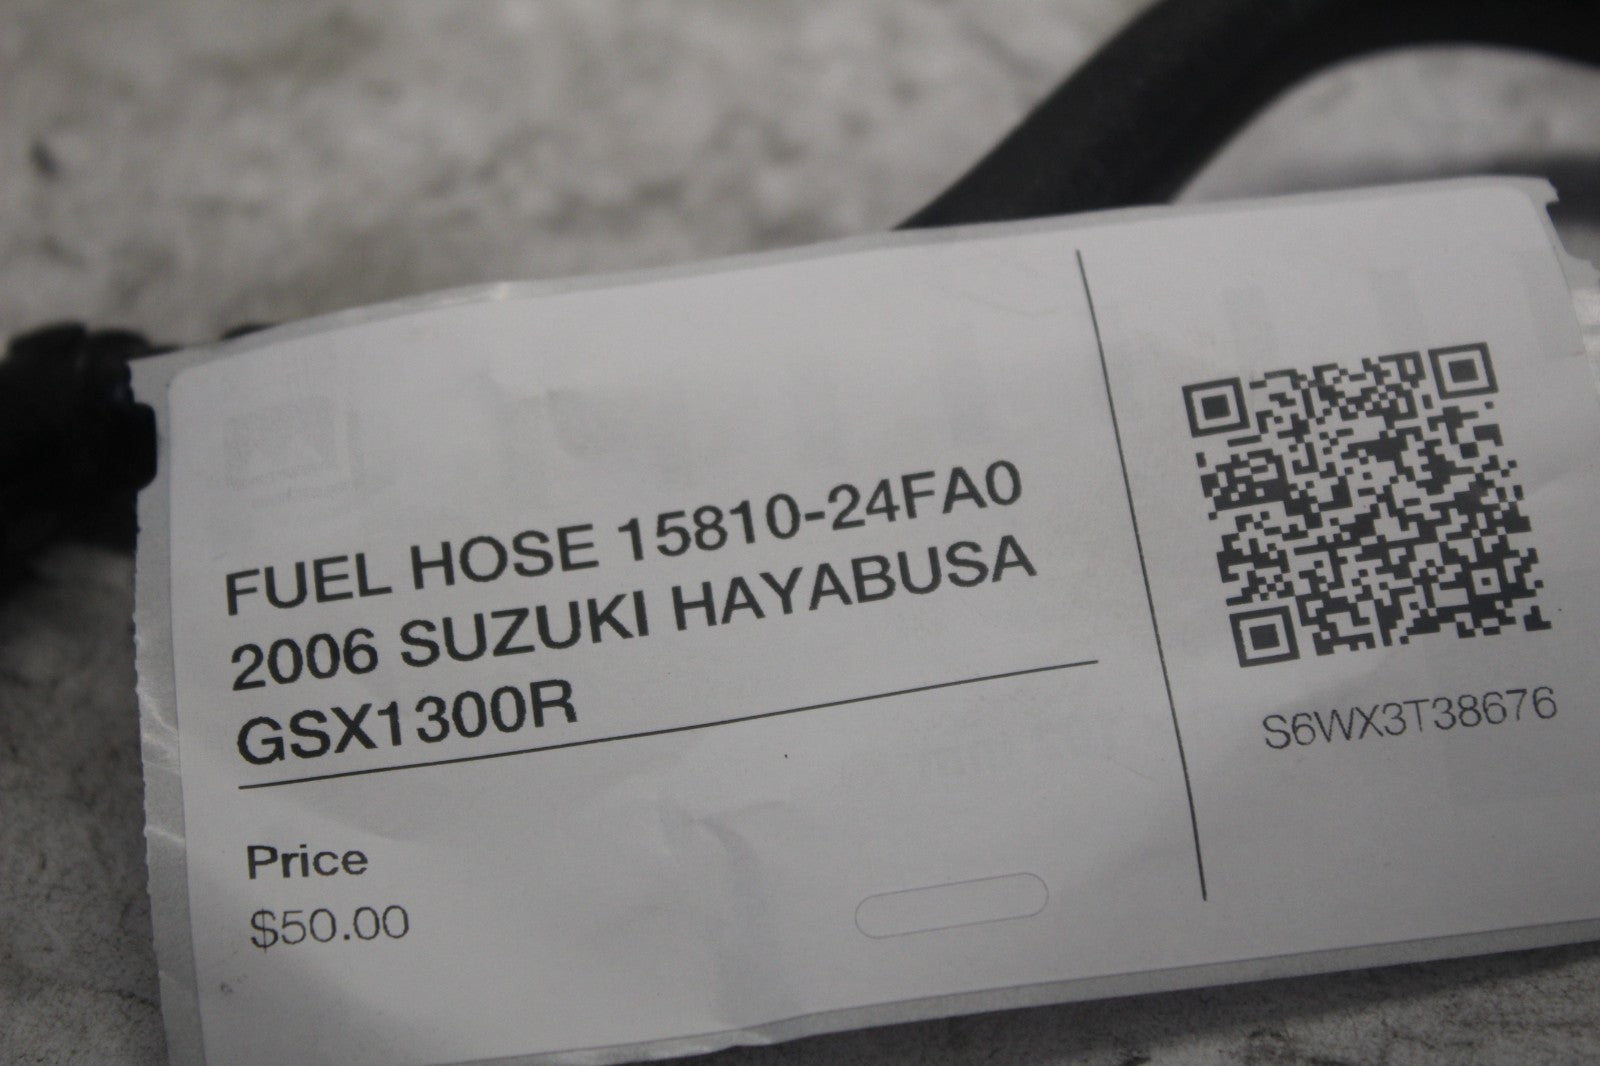 FUEL HOSE 15810-24FA0
2006 SUZUKI HAYABUSA
GSX1300R
Price
$50.00
S6WX3T38676